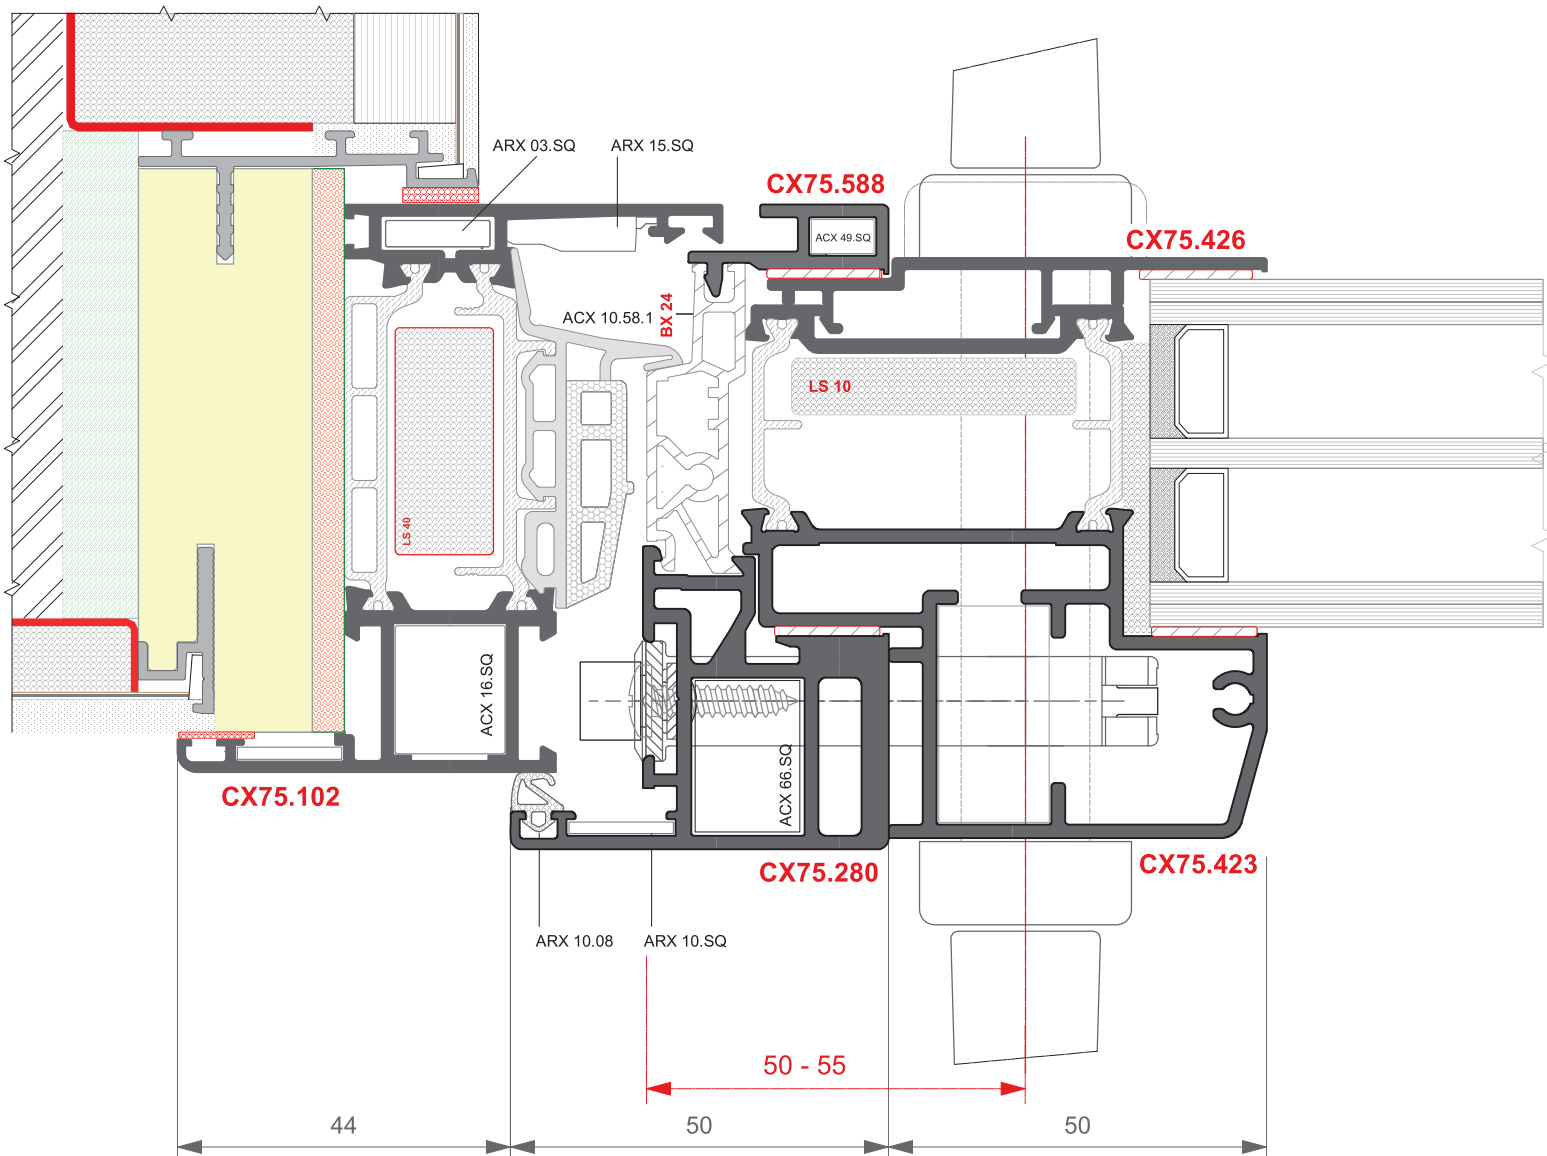 ARX 03.SQ
ARX 15.SQ
CX75.588
ACX 49.SQ
CX75.426
ACX 10.58.1
BX 24
LS 10
LS 40
ACX 16.SQ
ACX 66.SQ
CX75.102
CX75.280
CX75.423
ARX 10.08
ARX 10.SQ
50 - 55
44
50
50